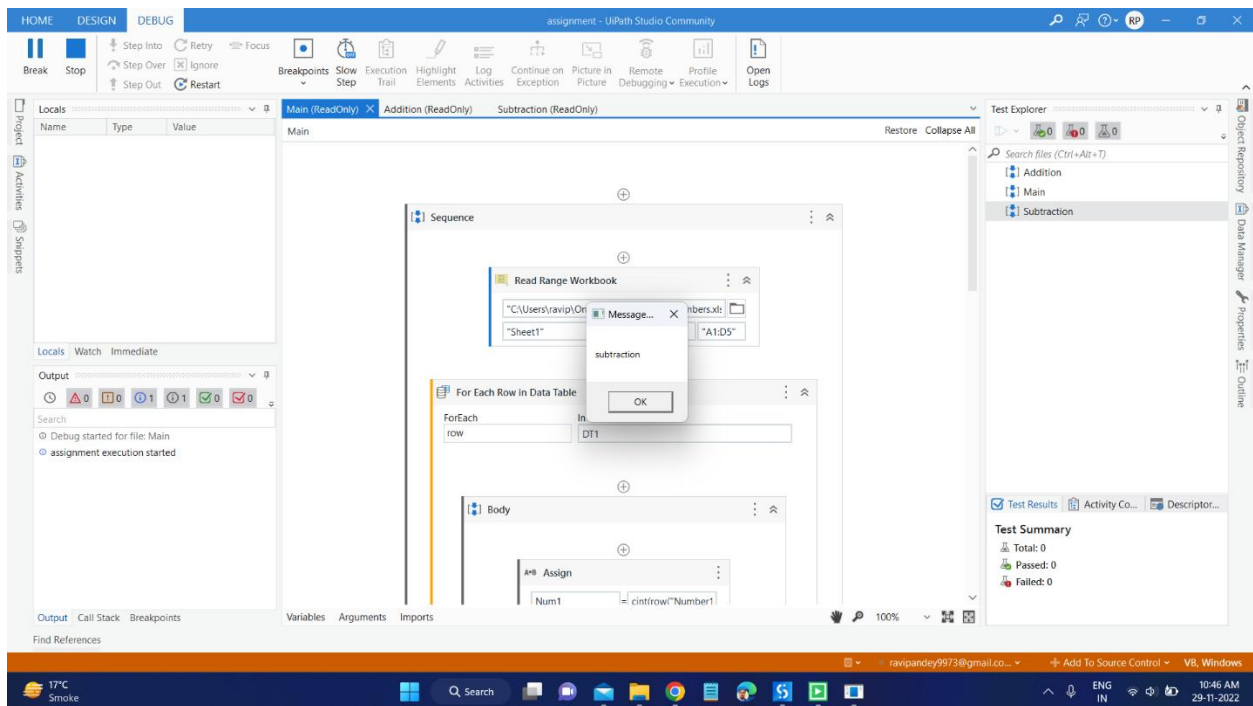 HOME DESIGN DEBUG
assignment - UiPath Studio Community
RP
Break Stop
Step Into Retry Focus
Step Over Ignore
Step Out Restart
Breakpoints Slow Step Execution Trail Highlight Elements Log Activities Continue on Exception Picture in Picture Remote Debugging Profile Execution Open Logs
Project
Activities
Snippets
Locals
Name Type Value
Locals Watch Immediate
Output
0 0 1 1 0 0
Search
Debug started for file: Main
assignment execution started
Output Call Stack Breakpoints
Find References
Main (ReadOnly) Addition (ReadOnly) Subtraction (ReadOnly)
Main Restore Collapse All
Sequence
Read Range Workbook
"C:\Users\ravip\On
nbers.xls
"Sheet1" "A1:D5"
Message...
subtraction
OK
For Each Row in Data Table
ForEach In
row DT1
Body
A*B Assign
Num1 = cint(row("Number1
Variables Arguments Imports 100%
Test Explorer
0 0 0
Search files (Ctrl+Alt+T)
Addition
Main
Subtraction
Test Results Activity Co... Descriptor...
Test Summary
Total: 0
Passed: 0
Failed: 0
Object Repository
Data Manager
Properties
Outline
ravipandey9973@gmail.co... Add To Source Control VB, Windows
17°C
Smoke
Search
ENG
IN
10:46 AM
29-11-2022